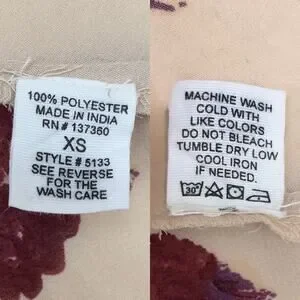 100% POLYESTER
MADE IN INDIA
RN # 137360
XS
STYLE # 5133
SEE REVERSE
FOR THE
WASH CARE
MACHINE WASH
COLD WITH
LIKE COLORS
DO NOT BLEACH
TUMBLE DRY LOW
COOL IRON
IF NEEDED.
30°